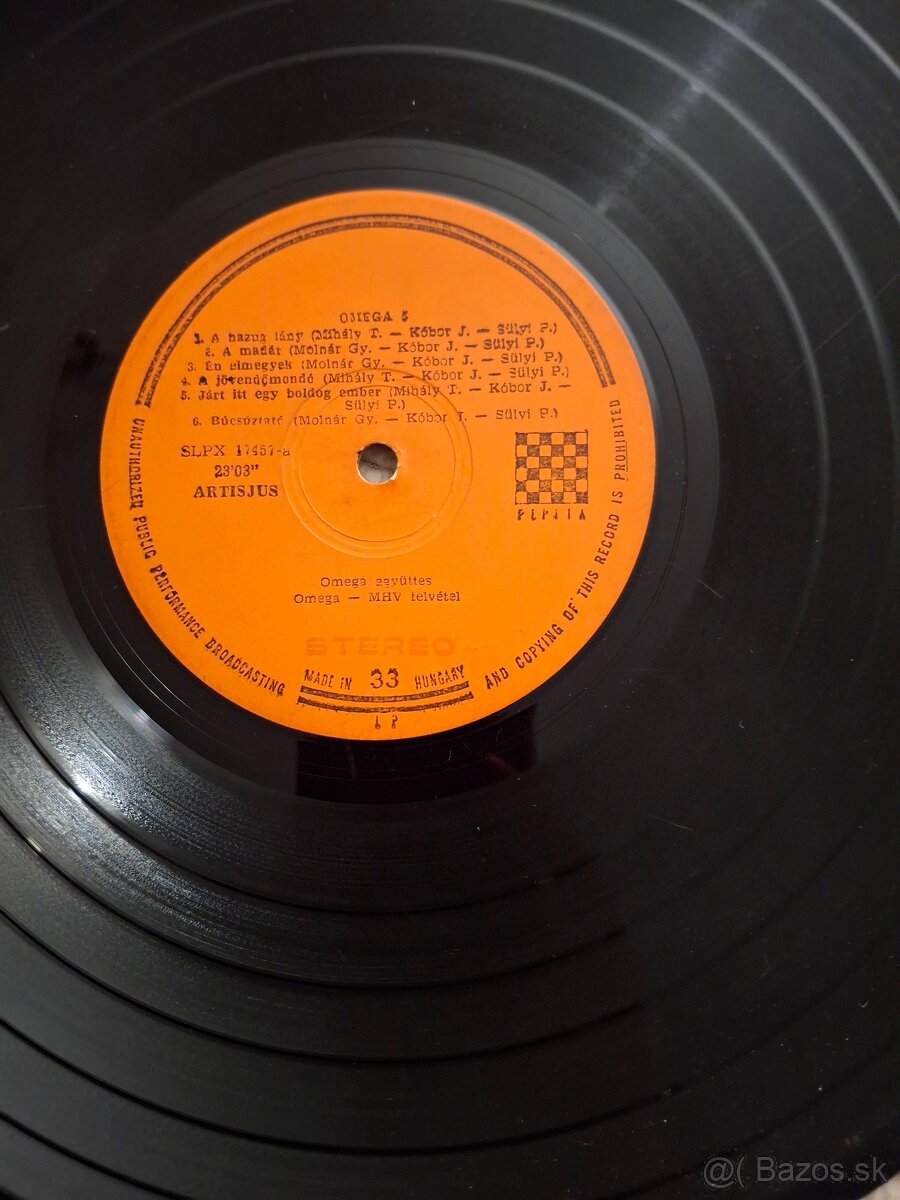 OMEGA 5
1. A hazug lány (Mihály T. — Kóbor J. — Sülyi P.)
2. A madár (Molnár Gy. — Kóbor J. — Sülyi P.)
3. Én elmegyek (Molnár Gy. — Kóbor J. — Sülyi P.)
4. A jövendőmondó (Mihály T. — Kóbor J. — Sülyi P.)
5. Járt itt egy boldog ember (Mihály T. — Kóbor J. —
Sülyi P.)
6. Búcsúztató (Molnár Gy. — Kóbor J. — Sülyi P.)
SLPX 17457-a
23'03"
ARTISJUS
PEPITA
Omega együttes
Omega — MHV felvétel
STEREO
MADE IN 33 HUNGARY
LP
UNAUTHORIZED PUBLIC PERFORMANCE BROADCASTING
AND COPYING OF THIS RECORD IS PROHIBITED
@( Bazos.sk